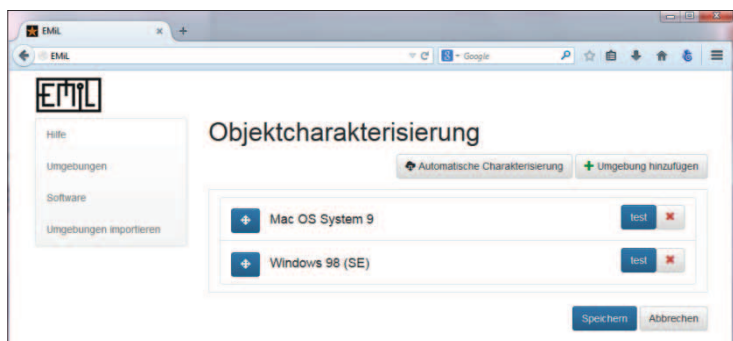 EMiL
EMiL
Google
EMiL
Hilfe
Umgebungen
Software
Umgebungen importieren
Objektcharakterisierung
Automatische Charakterisierung
Umgebung hinzufügen
Mac OS System 9
test
Windows 98 (SE)
test
Speichern
Abbrechen